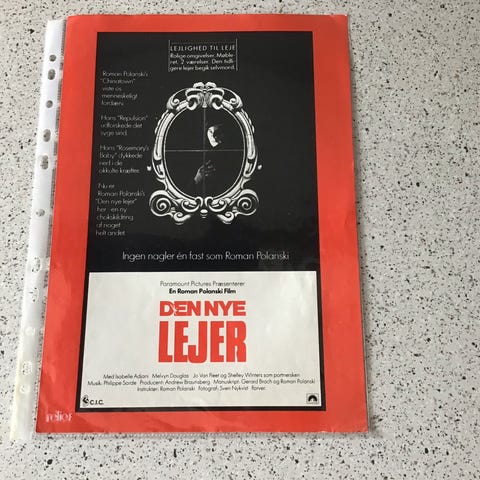 LEJLIGHED TIL LEJE
Rolige omgivelser. Møble-
ret. 2 værelser. Den tidli-
gere lejer begik selvmord.
Roman Polanski's
"Chinatown"
viste os
menneskeligt
fordærv.
Hans "Repulsion"
udforskede det
syge sind.
Hans "Rosemary's
Baby" dykkede
ned i de
okkulte kræfter.
Nu er
Roman Polanski's
"Den nye lejer"
her - en ny
chokskildring
af noget
helt andet.
Ingen nagler én fast som Roman Polanski
Paramount Pictures Præsenterer
En Roman Polanski Film
DEN NYE
LEJER
Med Isabelle Adjani Melvyn Douglas Jo Van Fleet og Shelley Winters som portnersken
Musik: Philippe Sarde Producent: Andrew Braunsberg Manuskript: Gerard Brach og Roman Polanski
Instruktør: Roman Polanski Fotograf: Sven Nykvist Farver.
C.I.C.